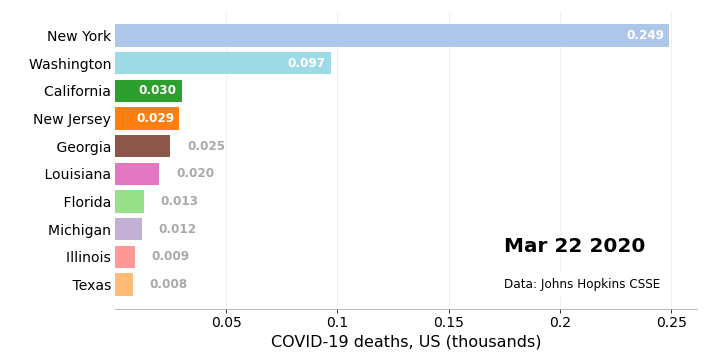 New York 0.249
Washington 0.097
California 0.030
New Jersey 0.029
Georgia 0.025
Louisiana 0.020
Florida 0.013
Michigan 0.012
Illinois 0.009
Texas 0.008
Mar 22 2020
Data: Johns Hopkins CSSE
0.05 0.1 0.15 0.2 0.25
COVID-19 deaths, US (thousands)